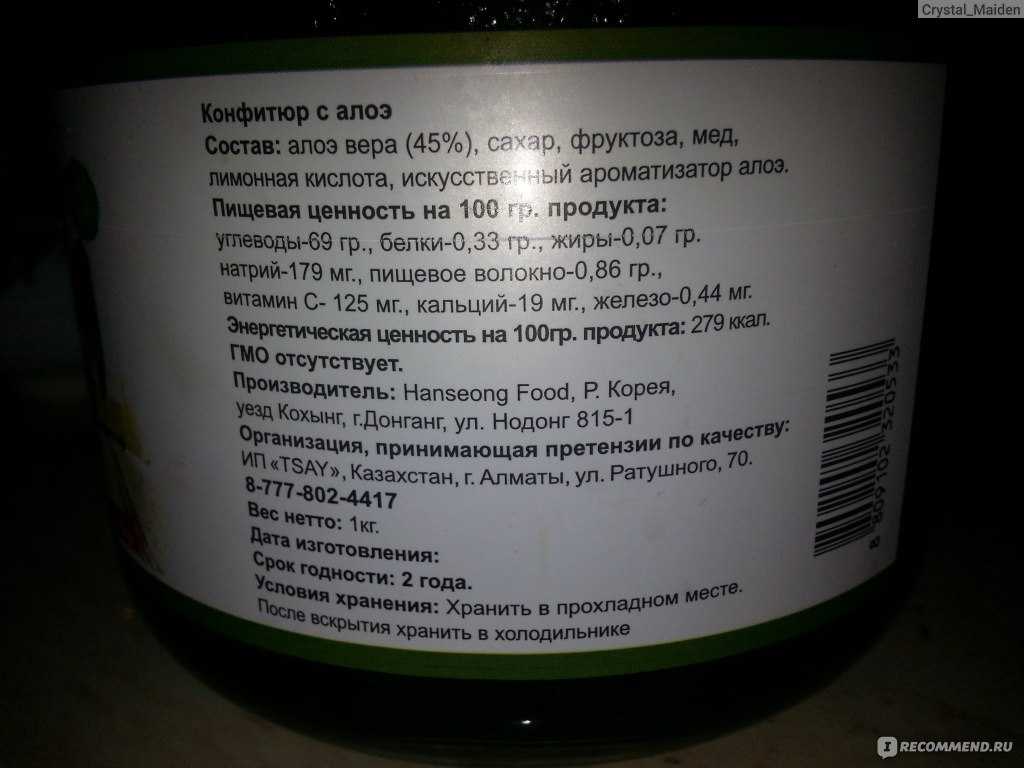 Crystal_Maiden
Конфитюр с алоэ
Состав: алоэ вера (45%), сахар, фруктоза, мед,
лимонная кислота, искусственный ароматизатор алоэ.
Пищевая ценность на 100 гр. продукта:
углеводы-69 гр., белки-0,33 гр., жиры-0,07 гр.
натрий-179 мг., пищевое волокно-0,86 гр.,
витамин С- 125 мг., кальций-19 мг., железо-0,44 мг.
Энергетическая ценность на 100гр. продукта: 279 ккал.
ГМО отсутствует.
Производитель: Hanseong Food, Р. Корея,
уезд Кохынг, г.Донганг, ул. Нодонг 815-1
Организация, принимающая претензии по качеству:
ИП «TSAY», Казахстан, г. Алматы, ул. Ратушного, 70.
8-777-802-4417
Вес нетто: 1кг.
Дата изготовления:
Срок годности: 2 года.
Условия хранения: Хранить в прохладном месте.
После вскрытия хранить в холодильнике
8 809102 320533
I RECOMMEND.RU